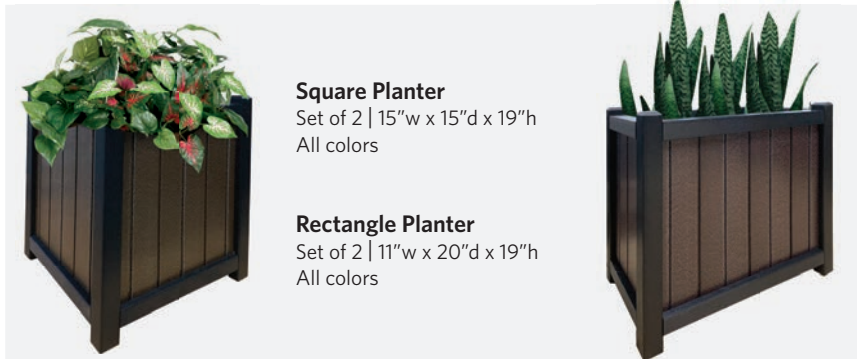 Square Planter
Set of 2 | 15”w x 15”d x 19”h
All colors
Rectangle Planter
Set of 2 | 11”w x 20”d x 19”h
All colors